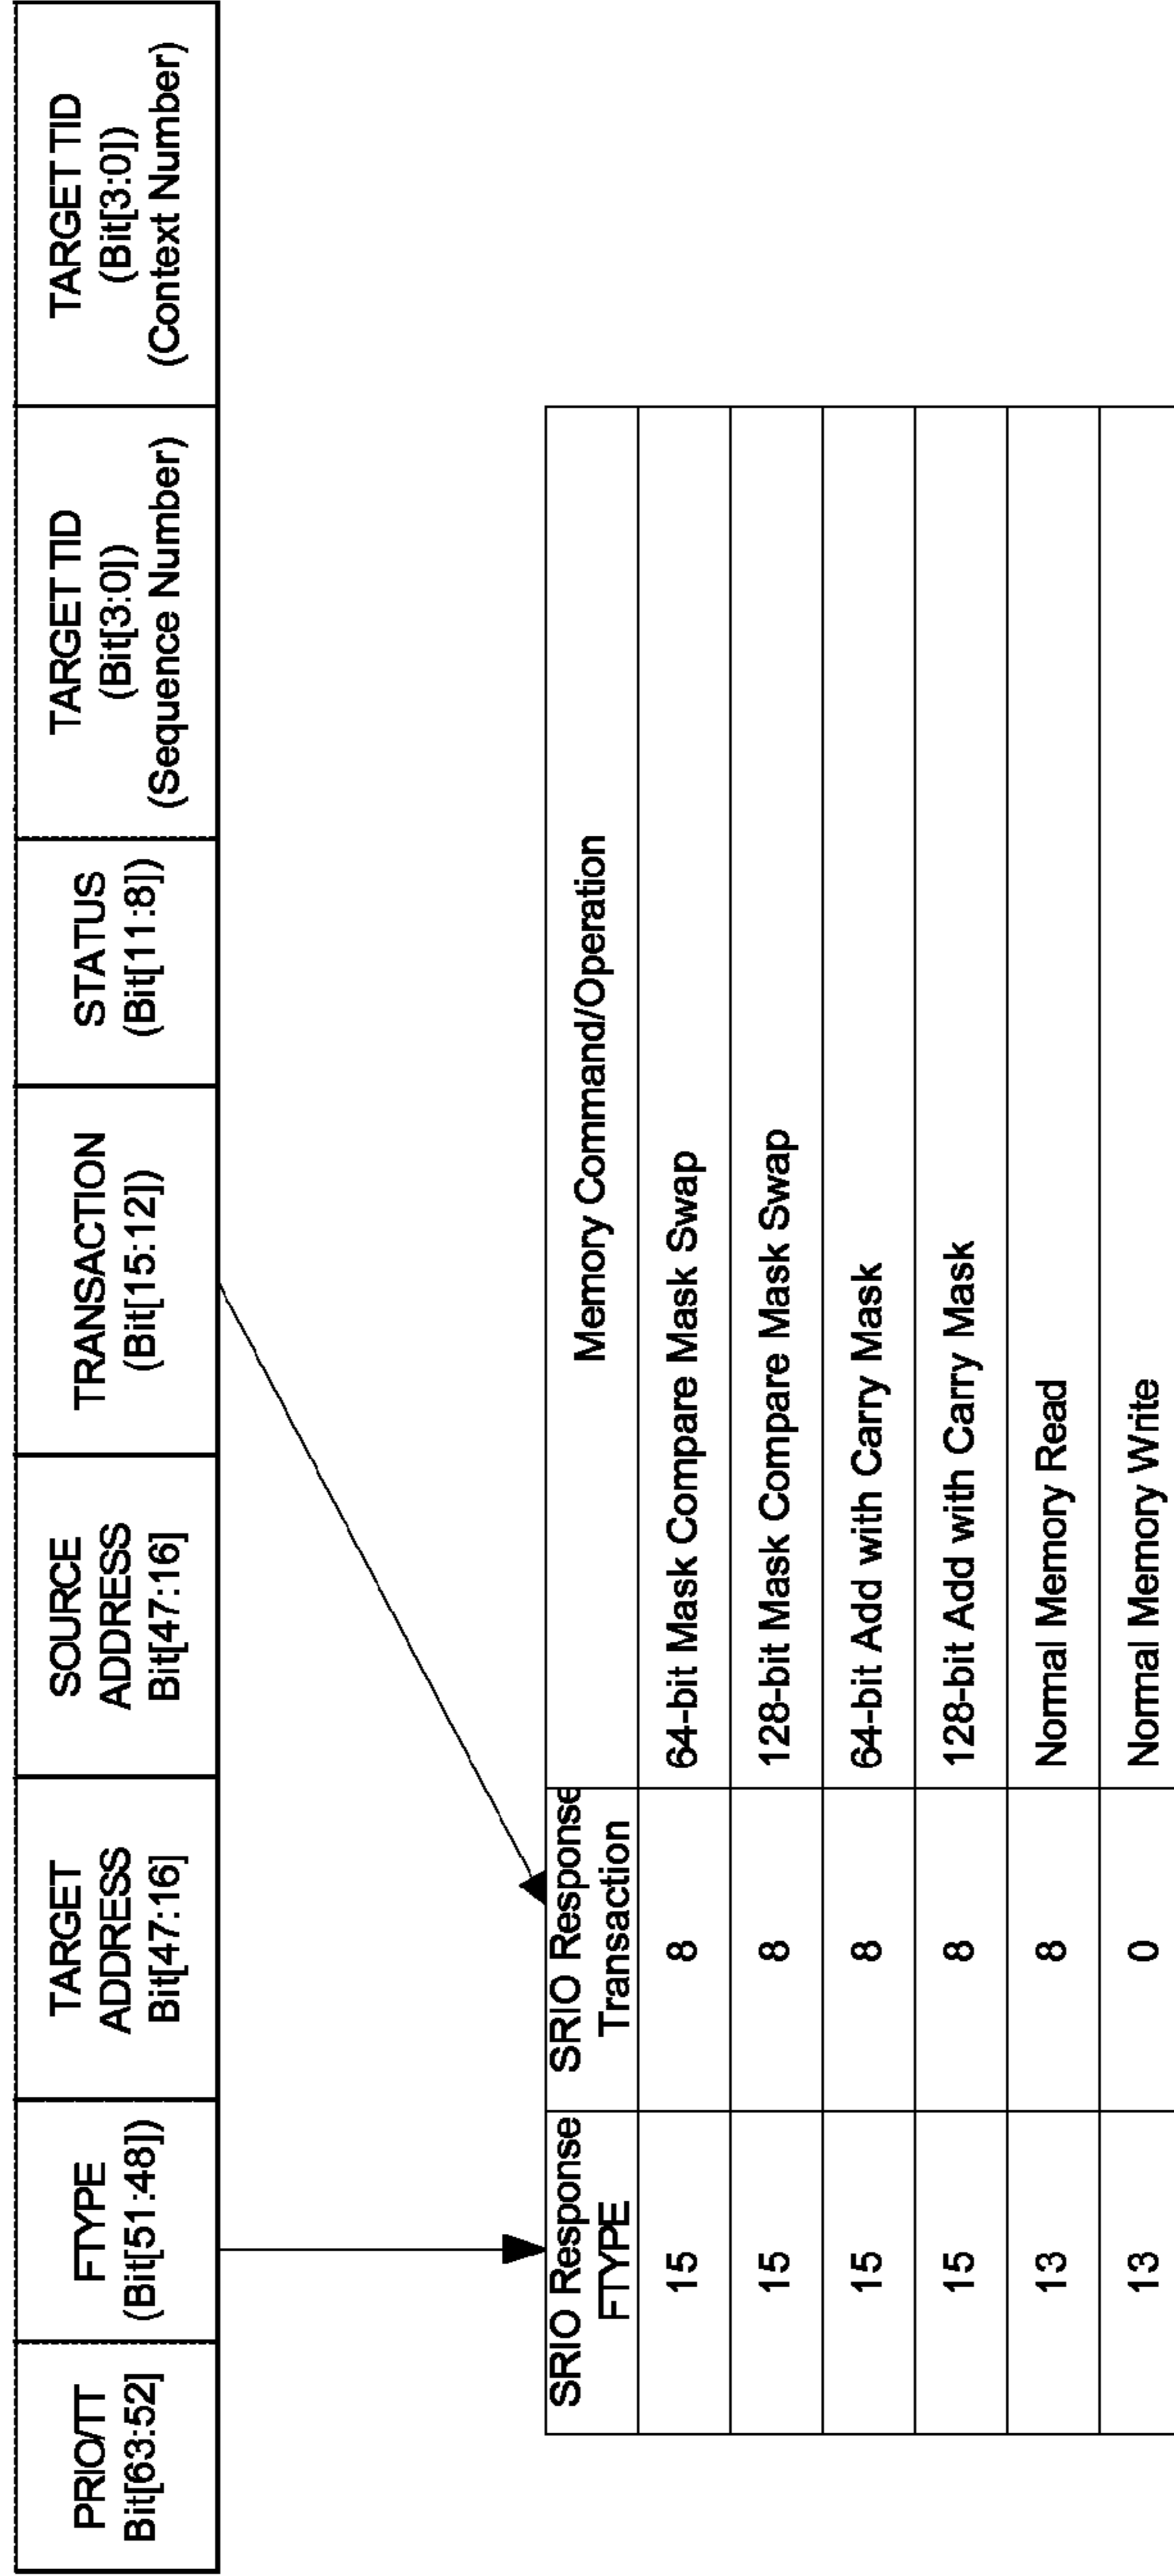 PRIO/TT
Bit[63:52]
FTYPE
(Bit[51:48])
TARGET
ADDRESS
Bit[47:16]
SOURCE
ADDRESS
Bit[47:16]
TRANSACTION
(Bit[15:12])
STATUS
(Bit[11:8])
TARGET TID
(Bit[3:0])
(Sequence Number)
TARGET TID
(Bit[3:0])
(Context Number)
SRIO Response
FTYPE
SRIO Response
Transaction
Memory Command/Operation
15 8 64-bit Mask Compare Mask Swap
15 8 128-bit Mask Compare Mask Swap
15 8 64-bit Add with Carry Mask
15 8 128-bit Add with Carry Mask
13 8 Normal Memory Read
13 0 Normal Memory Write